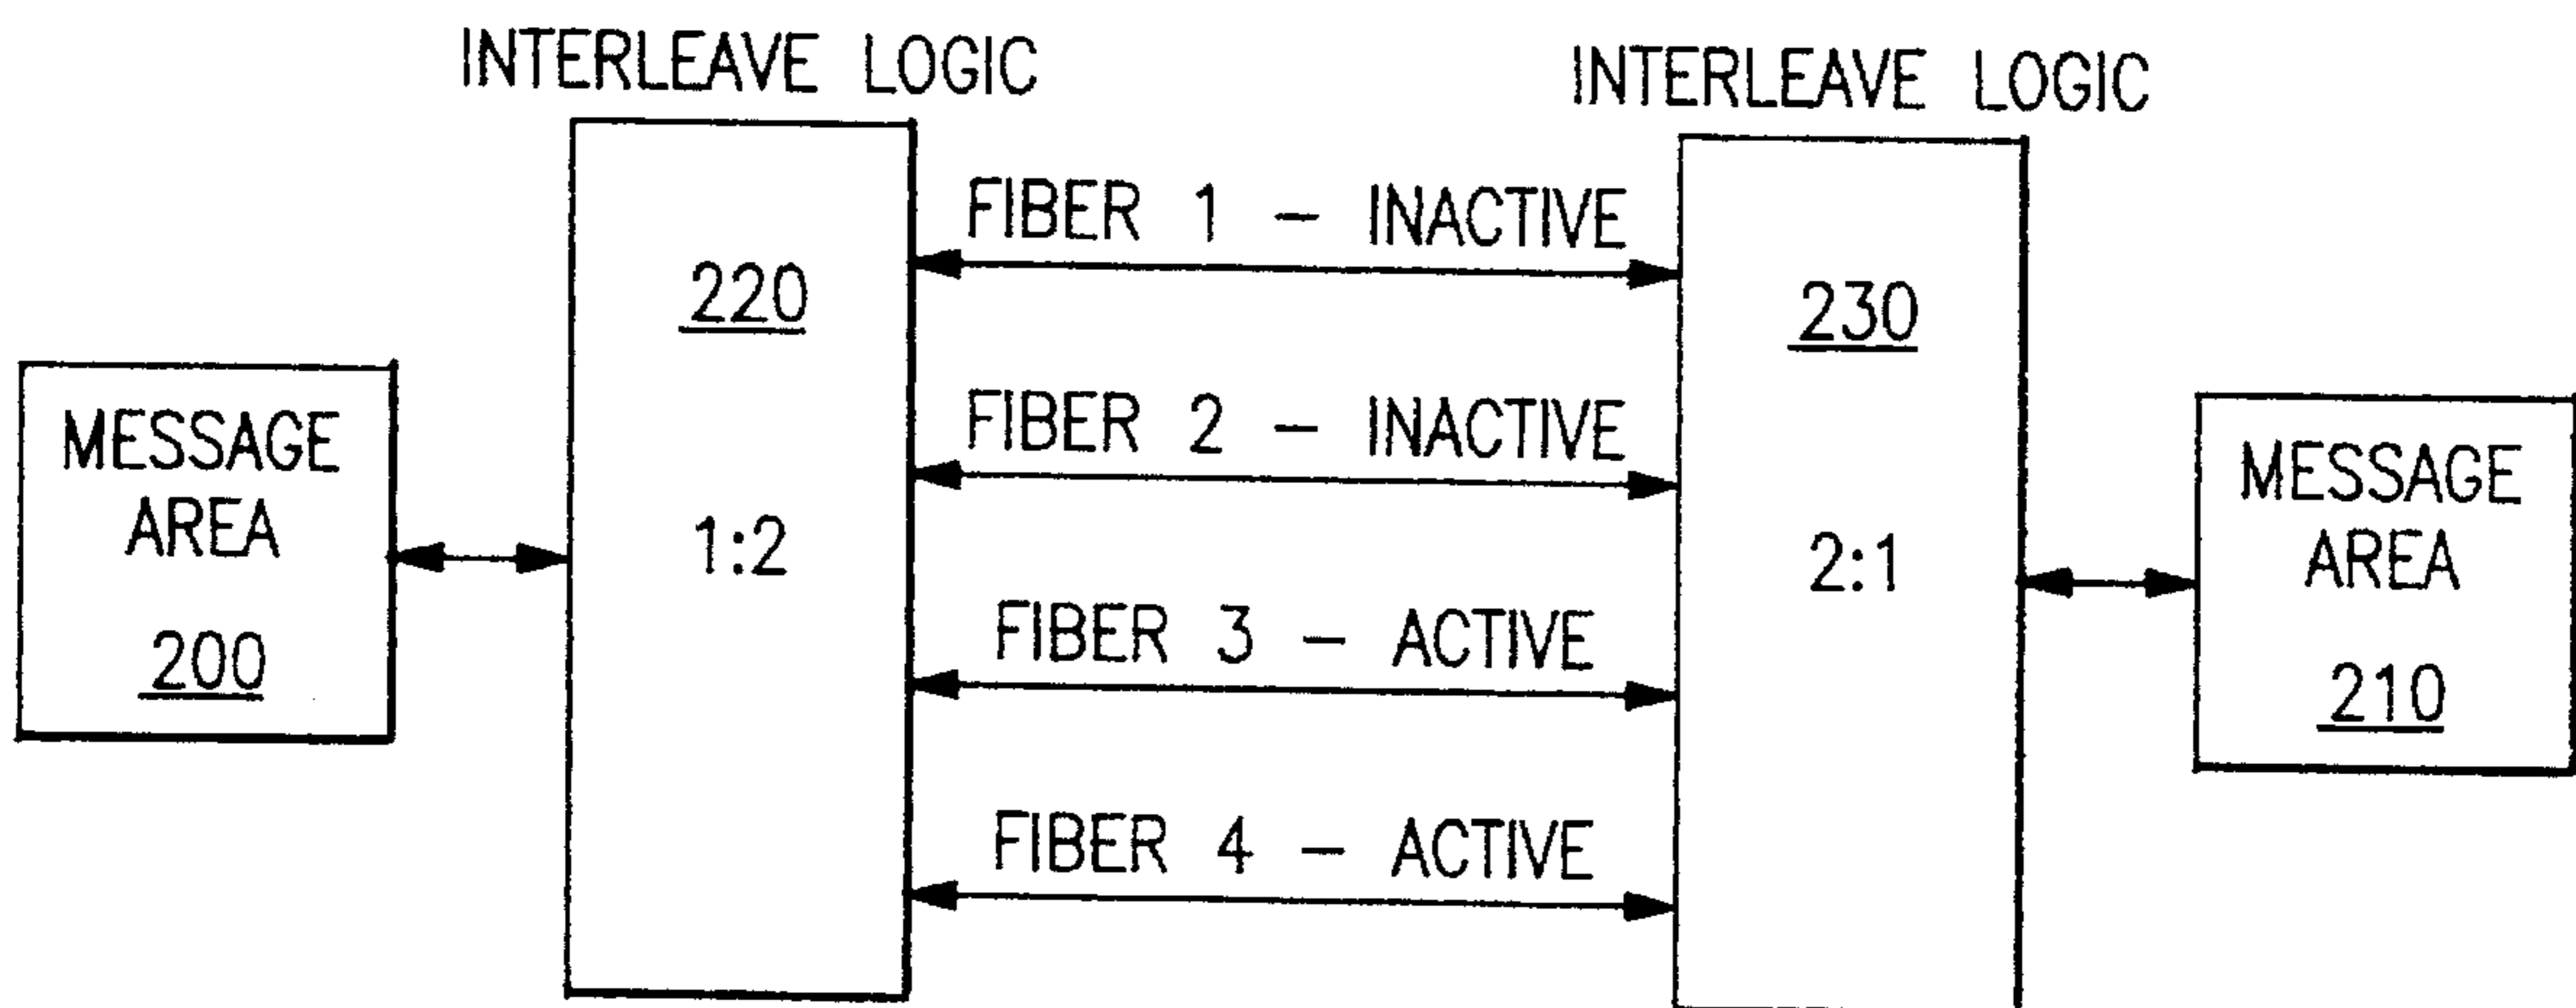 INTERLEAVE LOGIC
INTERLEAVE LOGIC
FIBER 1 – INACTIVE
220
230
FIBER 2 – INACTIVE
MESSAGE
AREA
200
1:2
2:1
MESSAGE
AREA
210
FIBER 3 – ACTIVE
FIBER 4 – ACTIVE